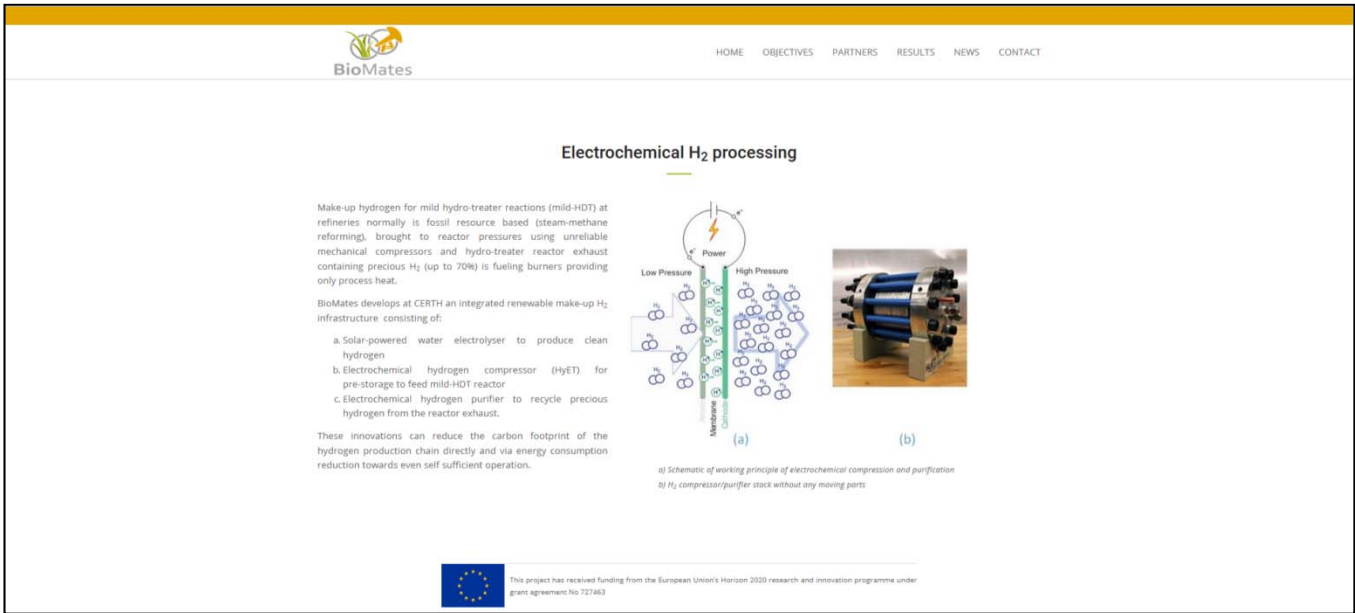 BioMates
HOME OBJECTIVES PARTNERS RESULTS NEWS CONTACT
Electrochemical H₂ processing
Make-up hydrogen for mild hydro-treater reactions (mild-HDT) at
refineries normally is fossil resource based (steam-methane
reforming), brought to reactor pressures using unreliable
mechanical compressors and hydro-treater reactor exhaust
containing precious H₂ (up to 70%) is fueling burners providing
only process heat.
BioMates develops at CERTH an integrated renewable make-up H₂
infrastructure consisting of:
a. Solar-powered water electrolyser to produce clean
hydrogen
b. Electrochemical hydrogen compressor (HyET) for
pre-storage to feed mild-HDT reactor
c. Electrochemical hydrogen purifier to recycle precious
hydrogen from the reactor exhaust.
These innovations can reduce the carbon footprint of the
hydrogen production chain directly and via energy consumption
reduction towards even self sufficient operation.
e⁻
e⁻
Power
Low Pressure
High Pressure
H₂
H⁺
Membrane
Cathode
(a)
(b)
a) Schematic of working principle of electrochemical compression and purification
b) H₂ compressor/purifier stack without any moving parts
This project has received funding from the European Union's Horizon 2020 research and innovation programme under
grant agreement No 727463